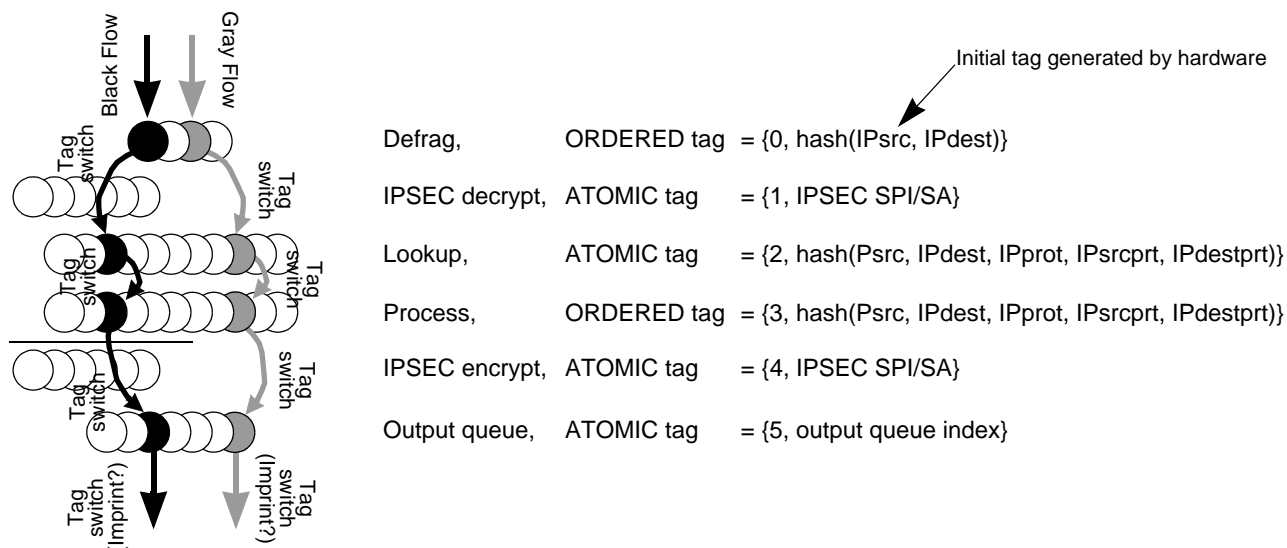 Black Flow
Gray Flow
Initial tag generated by hardware
Defrag, ORDERED tag = {0, hash(IPsrc, IPdest)}
Tag
switch
Tag
switch
IPSEC decrypt, ATOMIC tag = {1, IPSEC SPI/SA}
Lookup, ATOMIC tag = {2, hash(Psrc, IPdest, IPprot, IPsrcprt, IPdestprt)}
Tag
switch
Tag
switch
Process, ORDERED tag = {3, hash(Psrc, IPdest, IPprot, IPsrcprt, IPdestprt)}
IPSEC encrypt, ATOMIC tag = {4, IPSEC SPI/SA}
Tag
switch
Tag
switch
Output queue, ATOMIC tag = {5, output queue index}
Tag
switch
(Imprint?)
Tag
switch
(Imprint?)